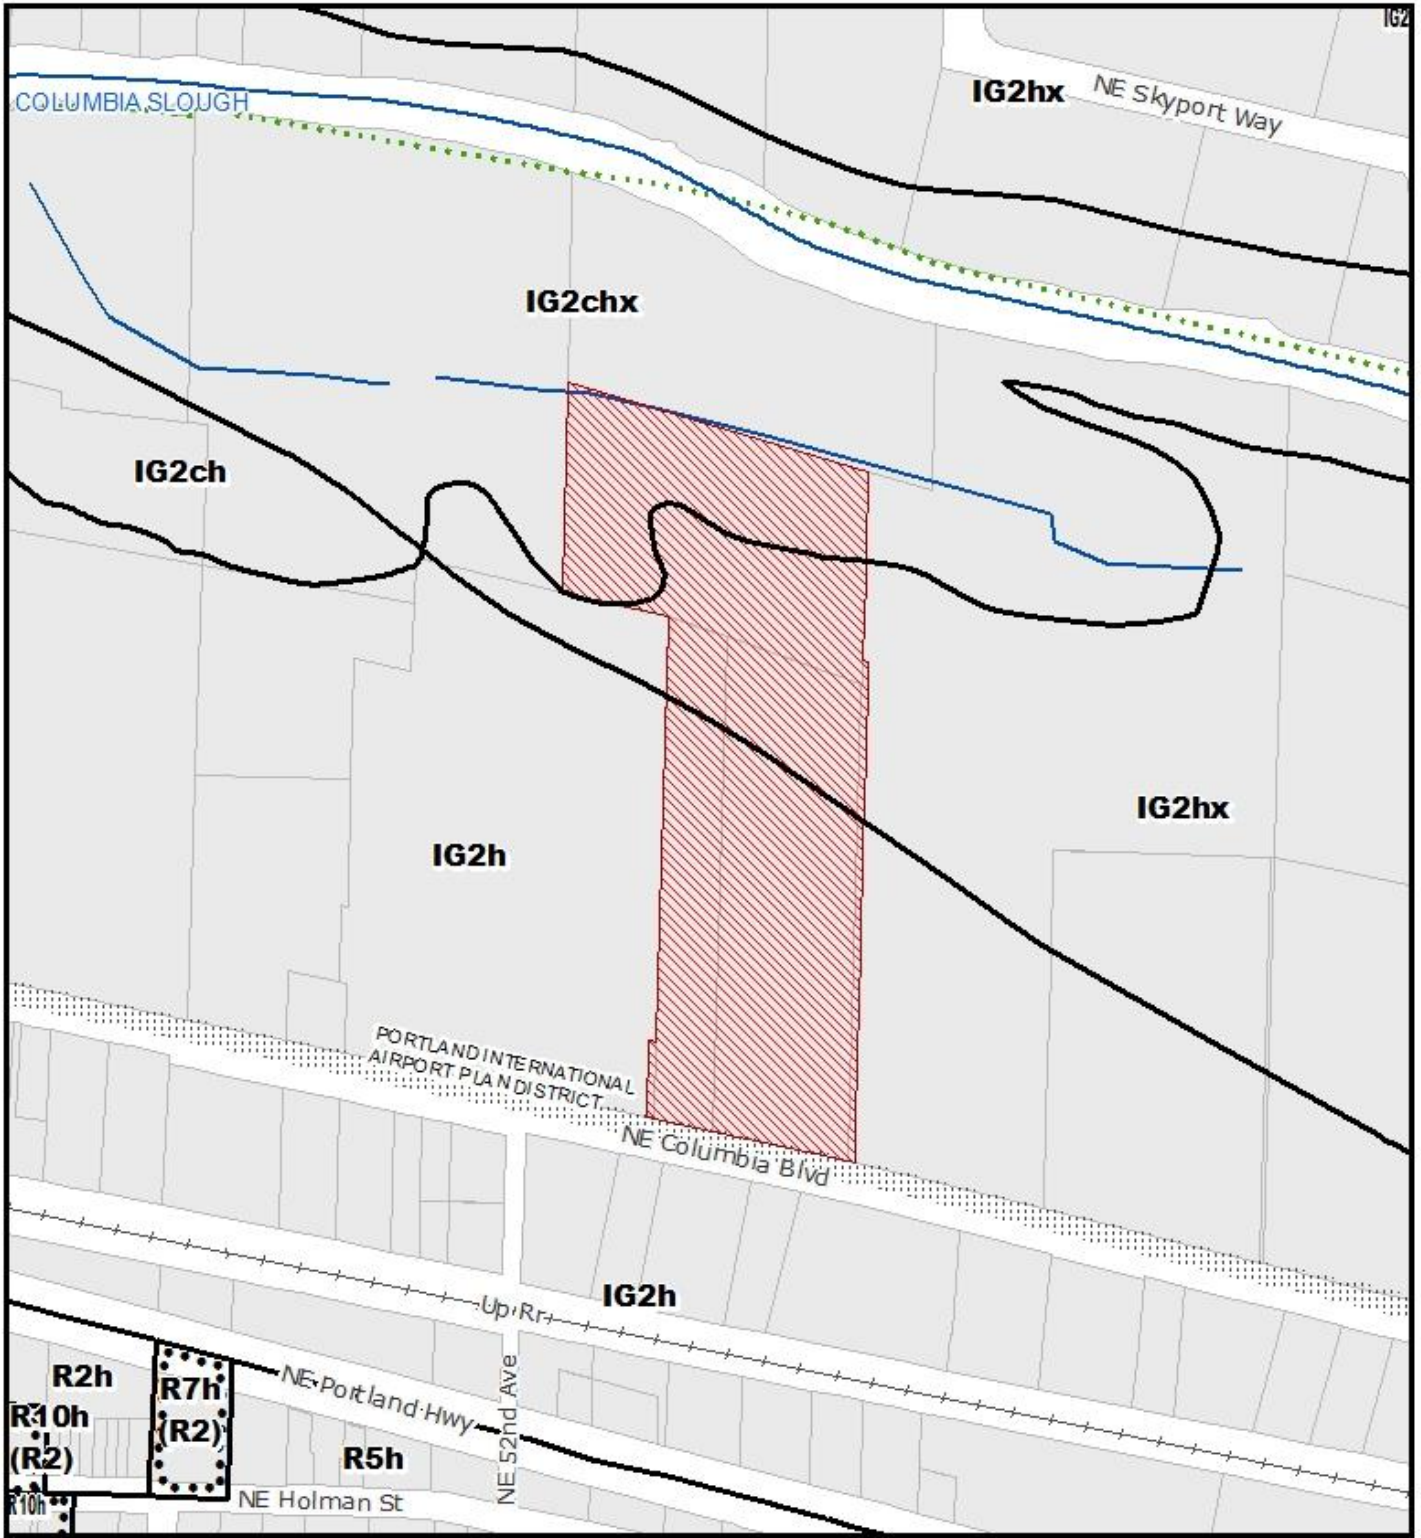 IG2
IG2hx
NE Skyport Way
COLUMBIA SLOUGH
IG2chx
IG2ch
IG2hx
IG2h
PORTLAND INTERNATIONAL
AIRPORT PLAN DISTRICT
NE Columbia Blvd
IG2h
Up Rr
NE Portland Hwy
NE 52nd Ave
R2h
R7h
(R2)
R10h
(R2)
R5h
R10h
NE Holman St